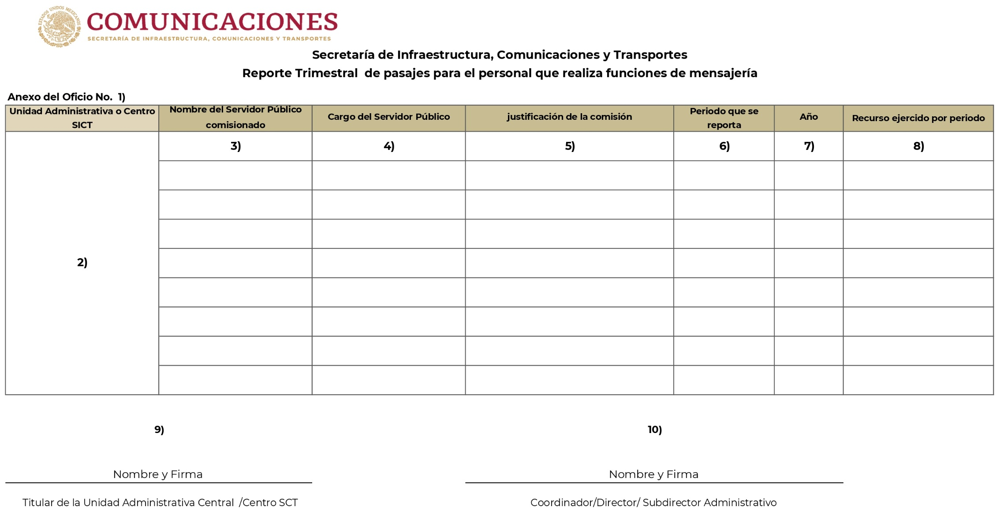 ESTADOS UNIDOS MEXICANOS
COMUNICACIONES
SECRETARÍA DE INFRAESTRUCTURA, COMUNICACIONES Y TRANSPORTES
Secretaría de Infraestructura, Comunicaciones y Transportes
Reporte Trimestral  de pasajes para el personal que realiza funciones de mensajería
Anexo del Oficio No.  1)
Unidad Administrativa o Centro
SICT
Nombre del Servidor Público
comisionado
Cargo del Servidor Público
justificación de la comisión
Periodo que se
reporta
Año
Recurso ejercido por periodo
2)
3)
4)
5)
6)
7)
8)
9)
10)
Nombre y Firma
Titular de la Unidad Administrativa Central  /Centro SCT
Nombre y Firma
Coordinador/Director/ Subdirector Administrativo